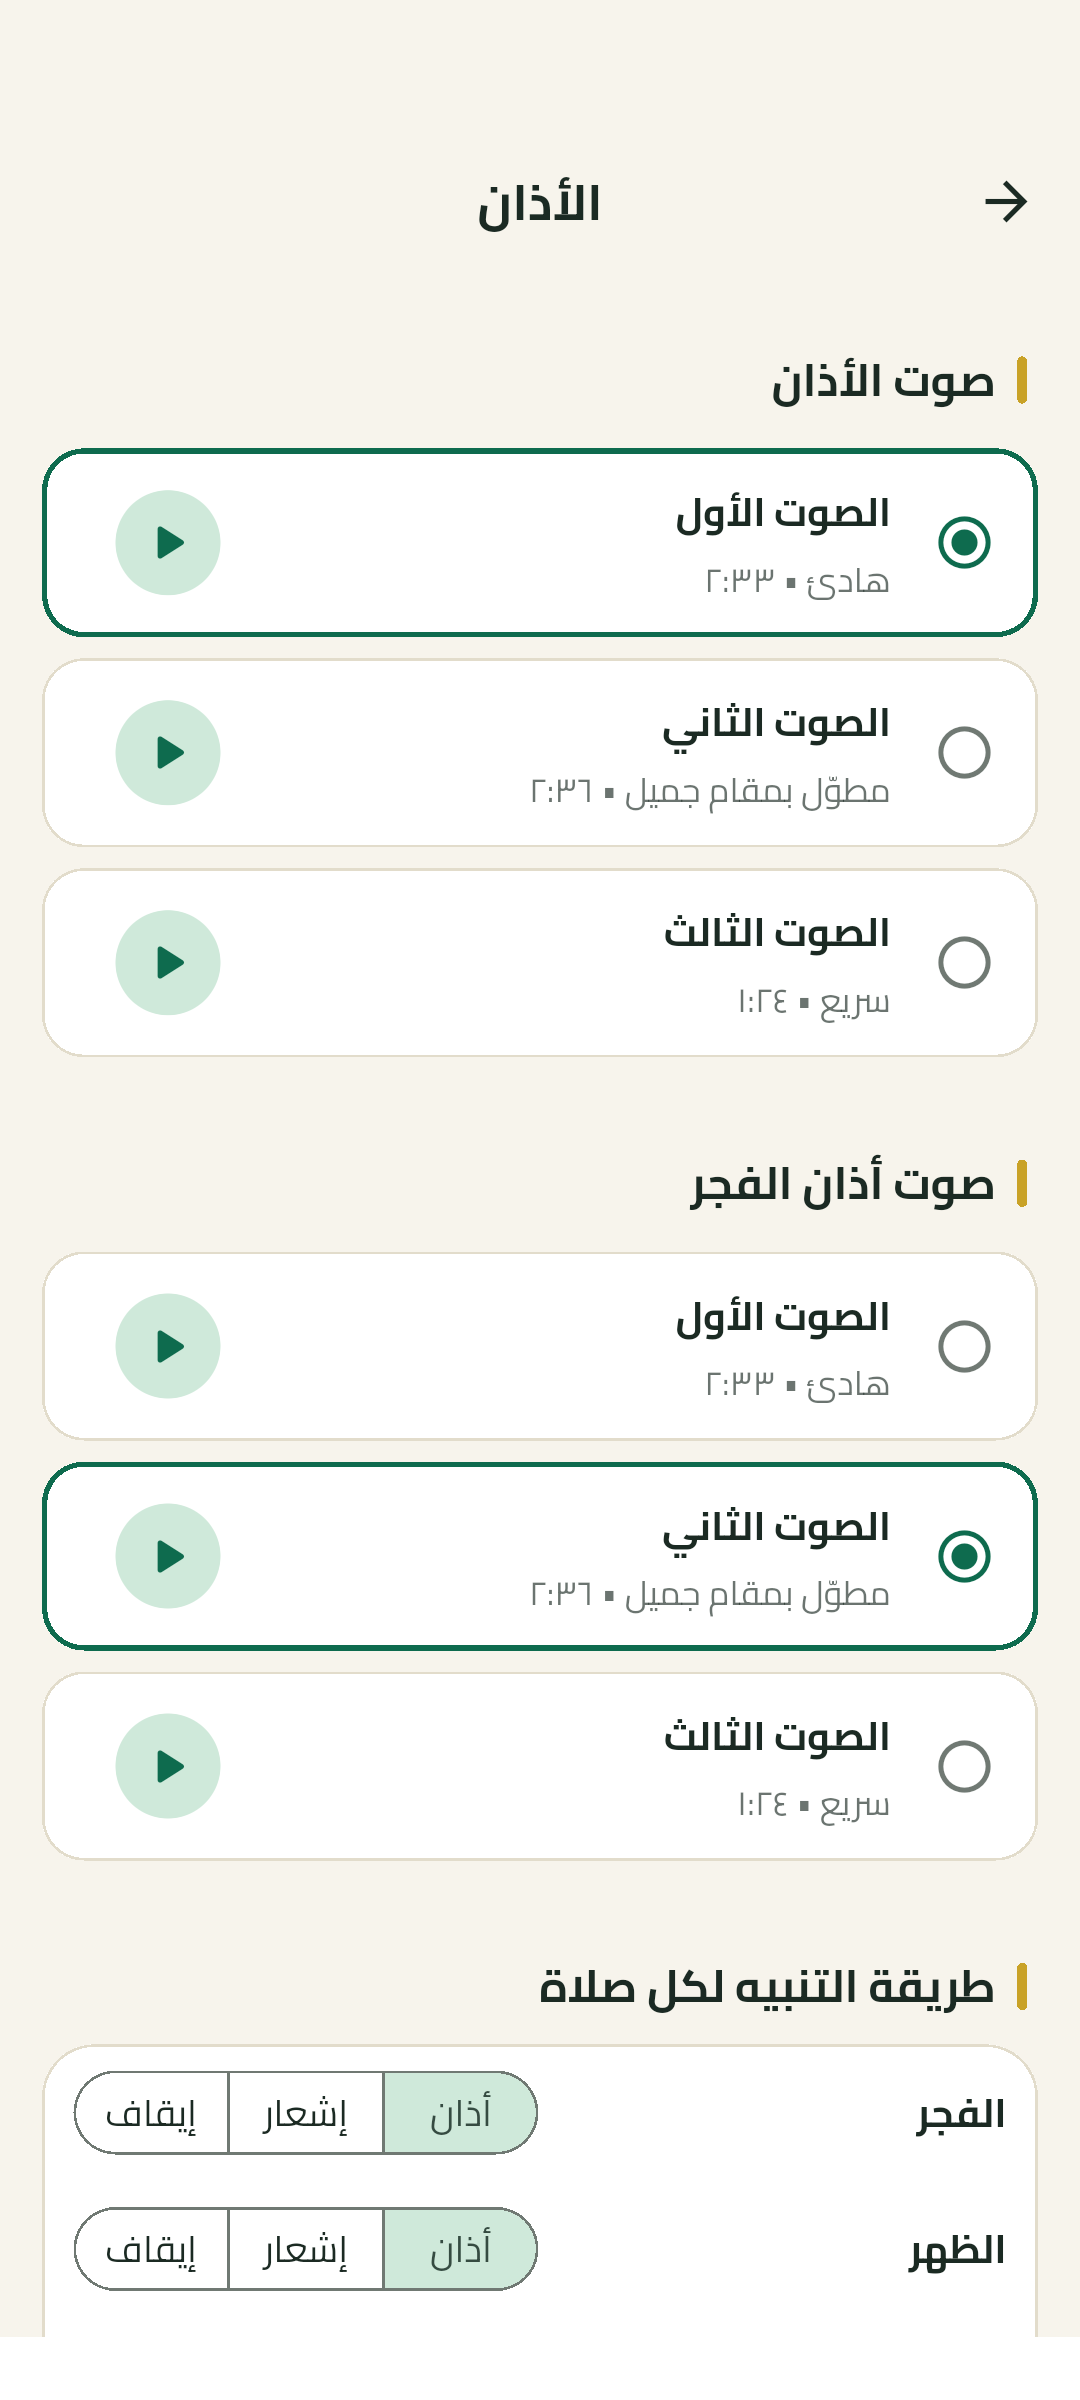 الأذان
صوت الأذان
الصوت الأول
هادئ ▪ ٢:٣٣
الصوت الثاني
مطوّل بمقام جميل ▪ ٢:٣٦
الصوت الثالث
سريع ▪ ١:٢٤
صوت أذان الفجر
الصوت الأول
هادئ ▪ ٢:٣٣
الصوت الثاني
مطوّل بمقام جميل ▪ ٢:٣٦
الصوت الثالث
سريع ▪ ١:٢٤
طريقة التنبيه لكل صلاة
الفجر أذان إشعار إيقاف
الظهر أذان إشعار إيقاف